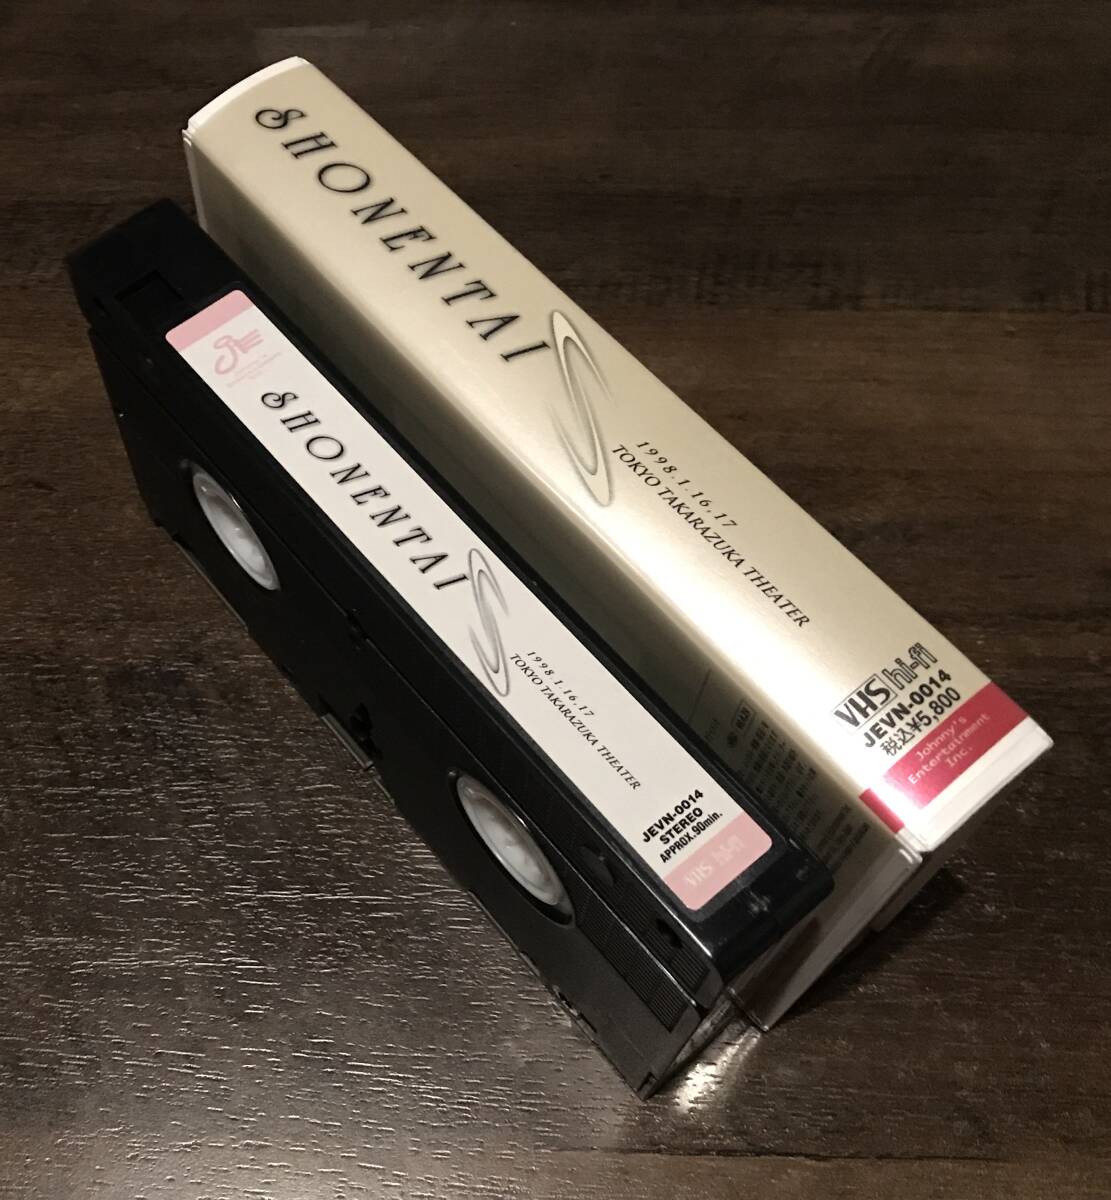 SHONENTAI
1998.1.16,17
TOKYO TAKARAZUKA THEATER
VHS hi-fi
JEVN-0014
税込¥5,800
Johnny's
Entertainment
Inc.
SHONENTAI
1998.1.16,17
TOKYO TAKARAZUKA THEATER
JEVN-0014
STEREO
APPROX.90min.
VHS hi-fi